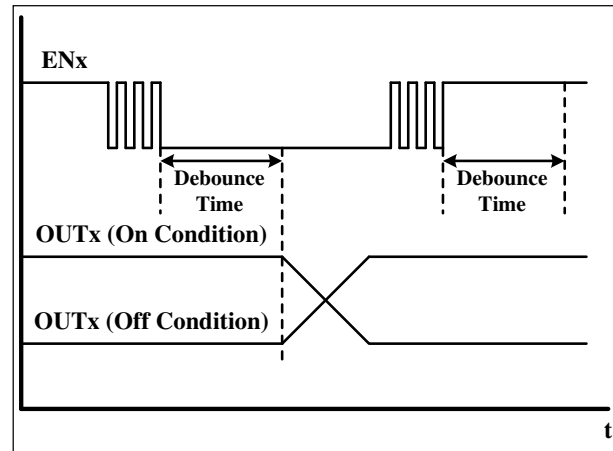 ENx
Debounce
Time
Debounce
Time
OUTx (On Condition)
OUTx (Off Condition)
t